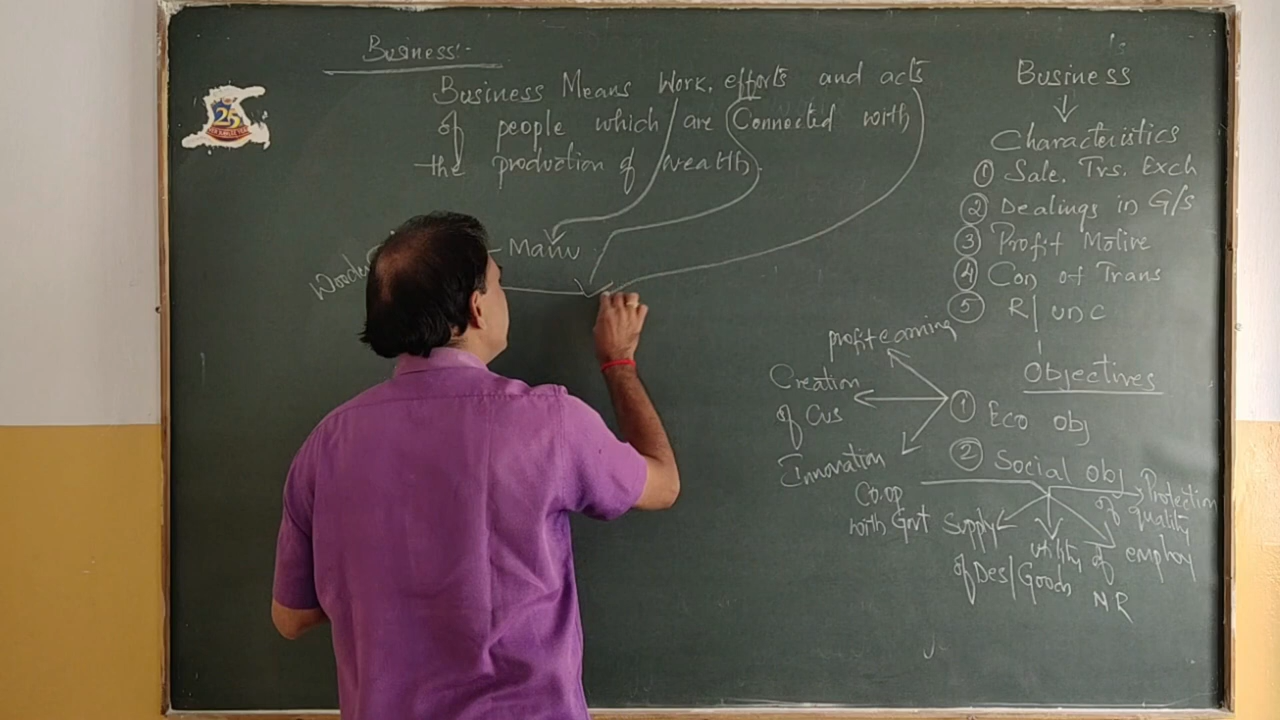 Business:-
Business Means Work, efforts and acts
of people which are Connected with
the production of wealth.
Wooden
- Manu
25
Business
Characteristics
① Sale, Trs. Exch
② Dealings in G/S
③ Profit Motive
④ Con of Trans
⑤ R/unc
Objectives
① Eco obj
profit earning
Creation
of Cus
Innovation
② Social obj
Co.op
with Govt
Supply
of Des/Goods
utility of
NR
employ
Protection
of quality